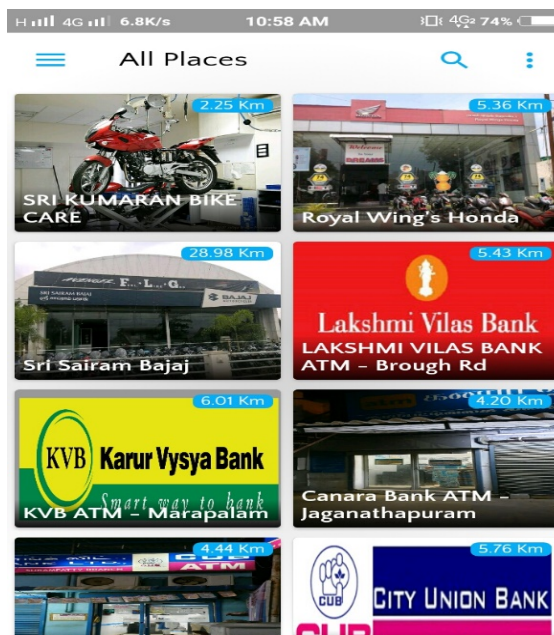 H 4G 6.8K/s 10:58 AM 4G2 74%
All Places
2.25 Km
SRI KUMARAN BIKE
CARE
5.36 Km
Royal Wing's Honda
28.98 Km
BAJAJ
Sri Sairam Bajaj
5.43 Km
Lakshmi Vilas Bank
LAKSHMI VILAS BANK
ATM – Brough Rd
6.01 Km
KVB Karur Vysya Bank
Smart way to bank
KVB ATM – Marapalam
4.20 Km
Canara Bank ATM –
Jaganathapuram
4.44 Km
ATM
5.76 Km
CUB
CITY UNION BANK
CUB